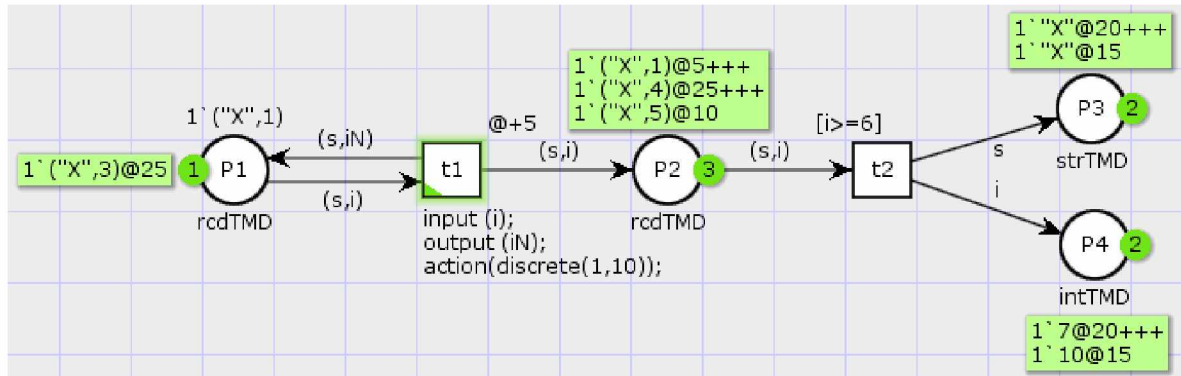 1`"X"@20+++
1`"X"@15
1`("X",1)@5+++
1`("X",4)@25+++
1`("X",5)@10
1`("X",1)
@+5
[i>=6]
P3
2
(s,iN)
(s,i)
(s,i)
s
strTMD
1`("X",3)@25
1
P1
t1
P2
3
t2
(s,i)
i
rcdTMD
rcdTMD
input (i);
output (iN);
action(discrete(1,10));
P4
2
intTMD
1`7@20+++
1`10@15